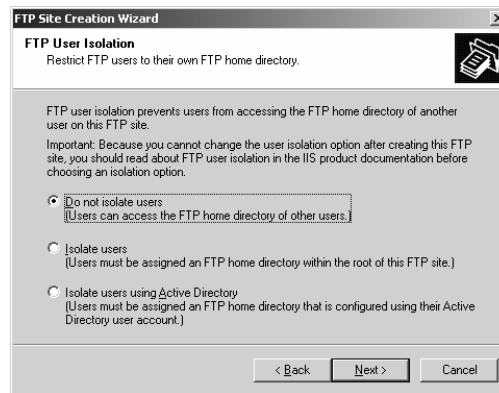 FTP Site Creation Wizard
FTP User Isolation
Restrict FTP users to their own FTP home directory.
FTP user isolation prevents users from accessing the FTP home directory of another
user on this FTP site.
Important: Because you cannot change the user isolation option after creating this FTP
site, you should read about FTP user isolation in the IIS product documentation before
choosing an isolation option.
Do not isolate users
(Users can access the FTP home directory of other users.)
Isolate users
(Users must be assigned an FTP home directory within the root of this FTP site.)
Isolate users using Active Directory
(Users must be assigned an FTP home directory that is configured using their Active
Directory user account.)
< Back Next > Cancel